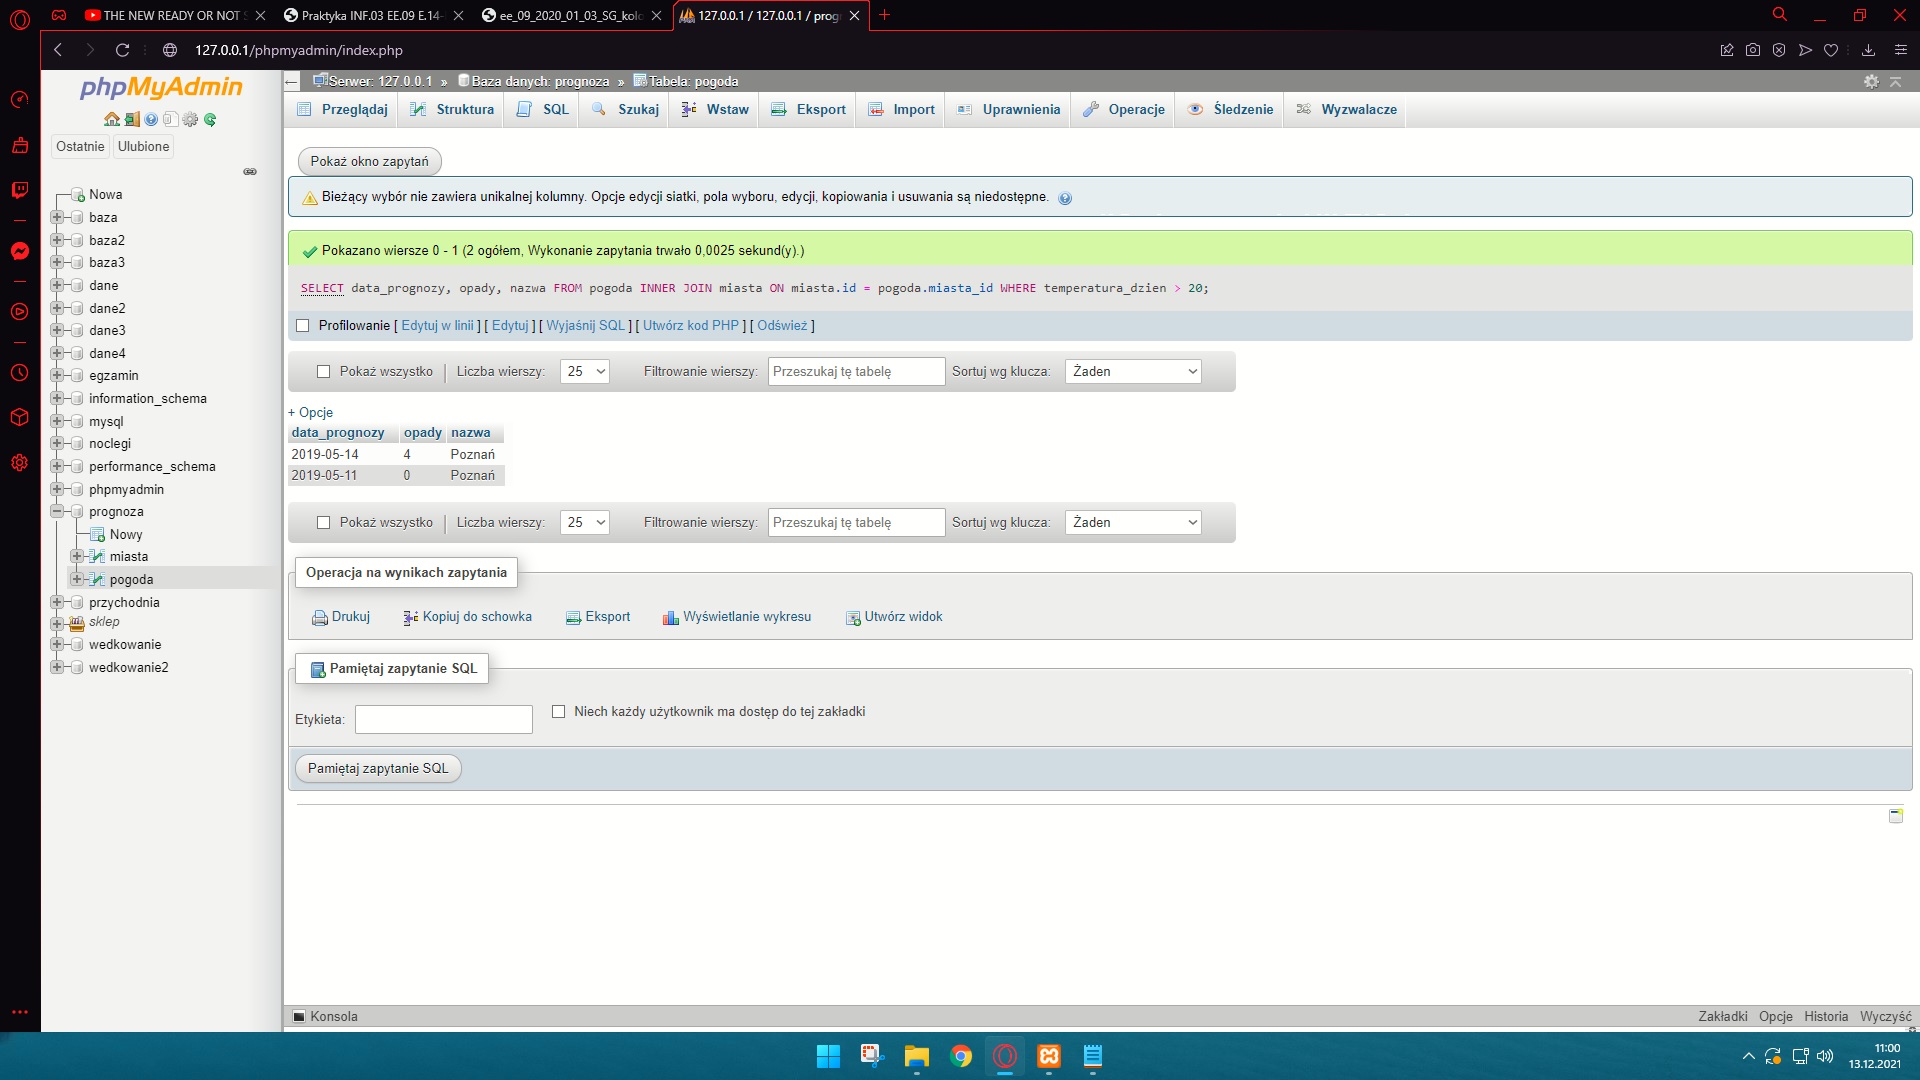 THE NEW READY OR NOT
Praktyka INF.03 EE.09 E.14
ee_09_2020_01_03_SG_kolo
127.0.0.1 / 127.0.0.1 / prog
127.0.0.1/phpmyadmin/index.php
phpMyAdmin
Ostatnie Ulubione
Nowa
baza
baza2
baza3
dane
dane2
dane3
dane4
egzamin
information_schema
mysql
noclegi
performance_schema
phpmyadmin
prognoza
Nowy
miasta
pogoda
przychodnia
sklep
wedkowanie
wedkowanie2
Serwer: 127.0.0.1 » Baza danych: prognoza » Tabela: pogoda
Przeglądaj Struktura SQL Szukaj Wstaw Eksport Import Uprawnienia Operacje Śledzenie Wyzwalacze
Pokaż okno zapytań
Bieżący wybór nie zawiera unikalnej kolumny. Opcje edycji siatki, pola wyboru, edycji, kopiowania i usuwania są niedostępne.
Pokazano wiersze 0 - 1 (2 ogółem, Wykonanie zapytania trwało 0,0025 sekund(y).)
SELECT data_prognozy, opady, nazwa FROM pogoda INNER JOIN miasta ON miasta.id = pogoda.miasta_id WHERE temperatura_dzien > 20;
Profilowanie [ Edytuj w linii ] [ Edytuj ] [ Wyjaśnij SQL ] [ Utwórz kod PHP ] [ Odśwież ]
Pokaż wszystko | Liczba wierszy: 25 Filtrowanie wierszy: Przeszukaj tę tabelę Sortuj wg klucza: Żaden
+ Opcje
data_prognozy opady nazwa
2019-05-14 4 Poznań
2019-05-11 0 Poznań
Pokaż wszystko | Liczba wierszy: 25 Filtrowanie wierszy: Przeszukaj tę tabelę Sortuj wg klucza: Żaden
Operacja na wynikach zapytania
Drukuj Kopiuj do schowka Eksport Wyświetlanie wykresu Utwórz widok
Pamiętaj zapytanie SQL
Etykieta: Niech każdy użytkownik ma dostęp do tej zakładki
Pamiętaj zapytanie SQL
Konsola Zakładki Opcje Historia Wyczyść
11:00
13.12.2021